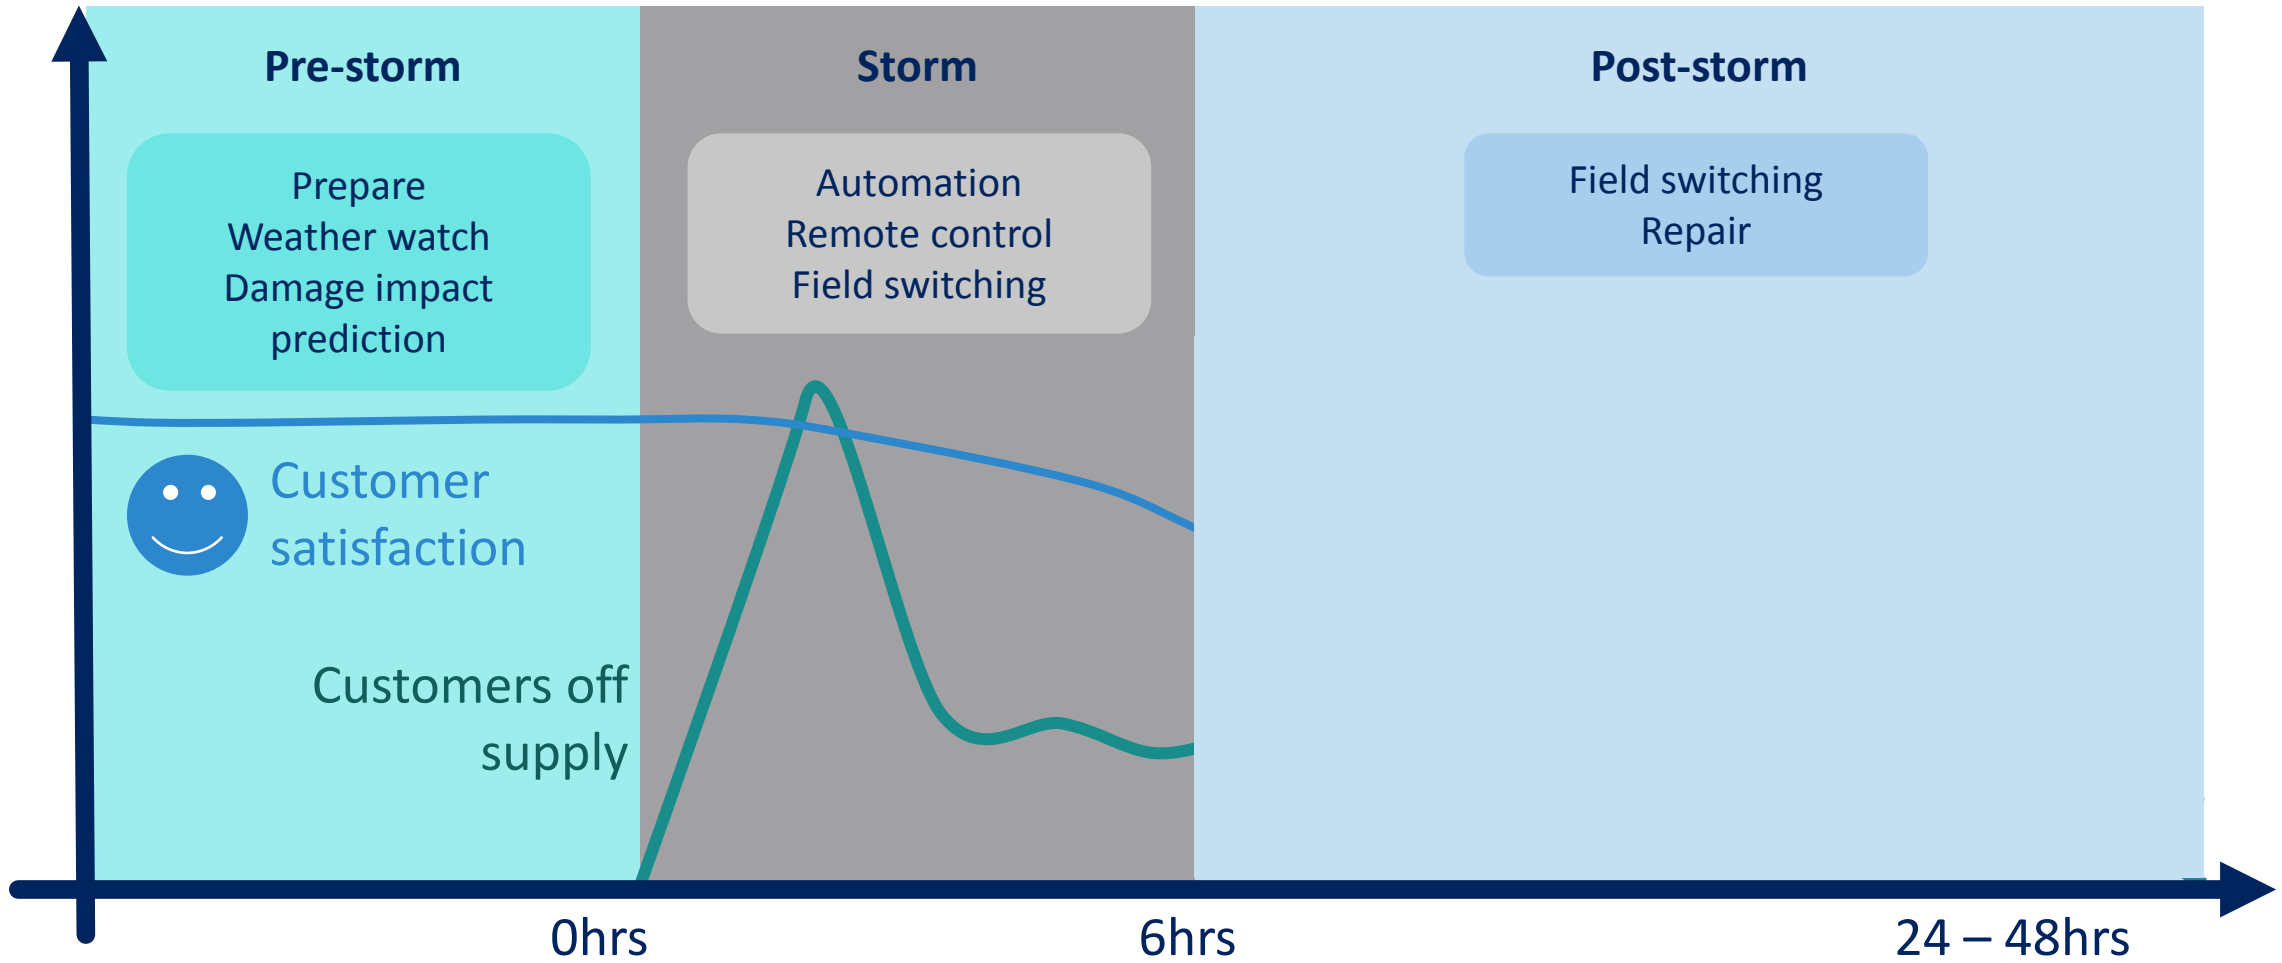 Pre-storm
Storm
Post-storm
Prepare
Weather watch
Damage impact
prediction
Automation
Remote control
Field switching
Field switching
Repair
Customer
satisfaction
Customers off
supply
0hrs
6hrs
24 – 48hrs